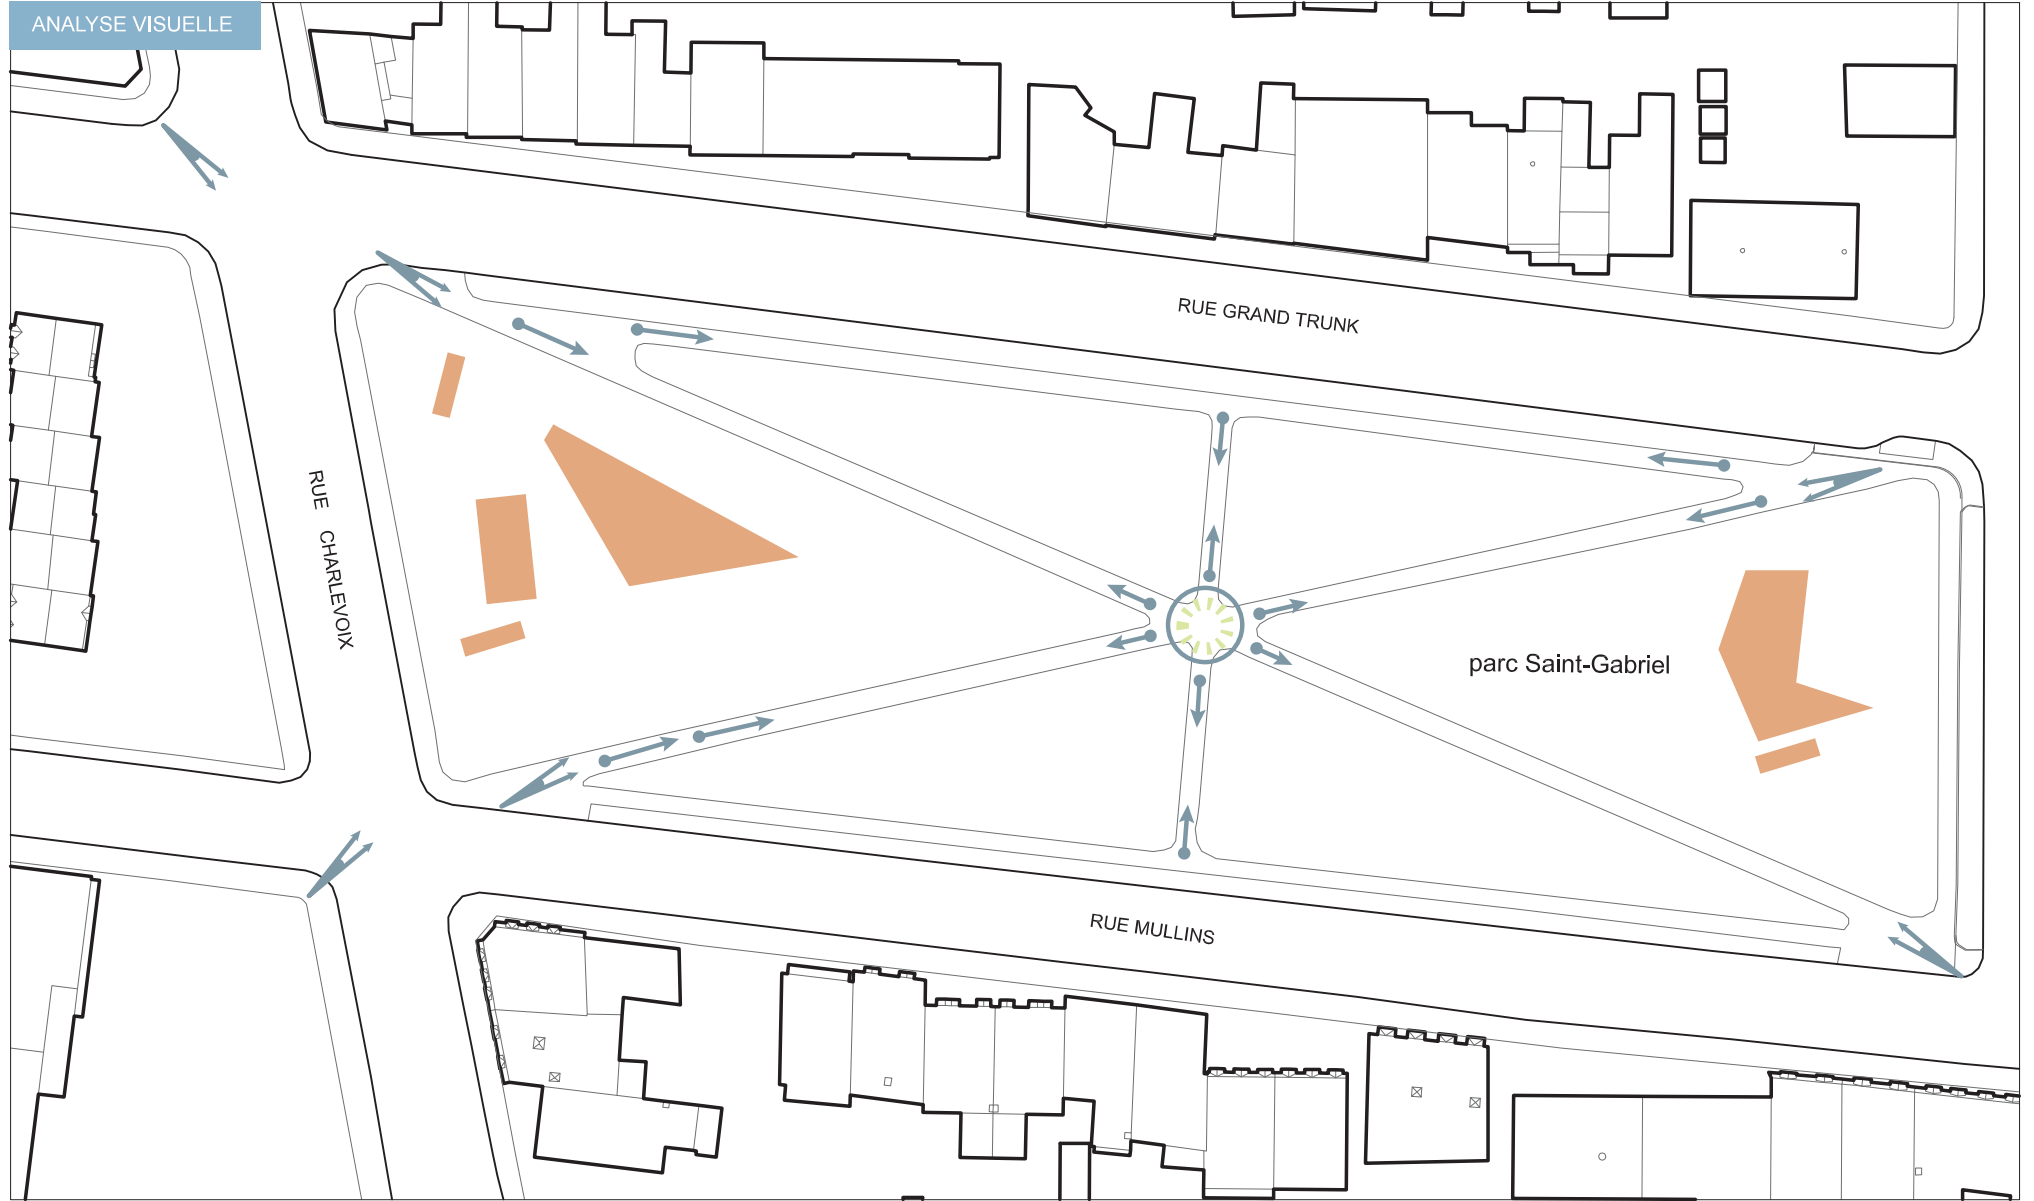 ANALYSE VISUELLE
RUE GRAND TRUNK
RUE CHARLEVOIX
parc Saint-Gabriel
RUE MULLINS